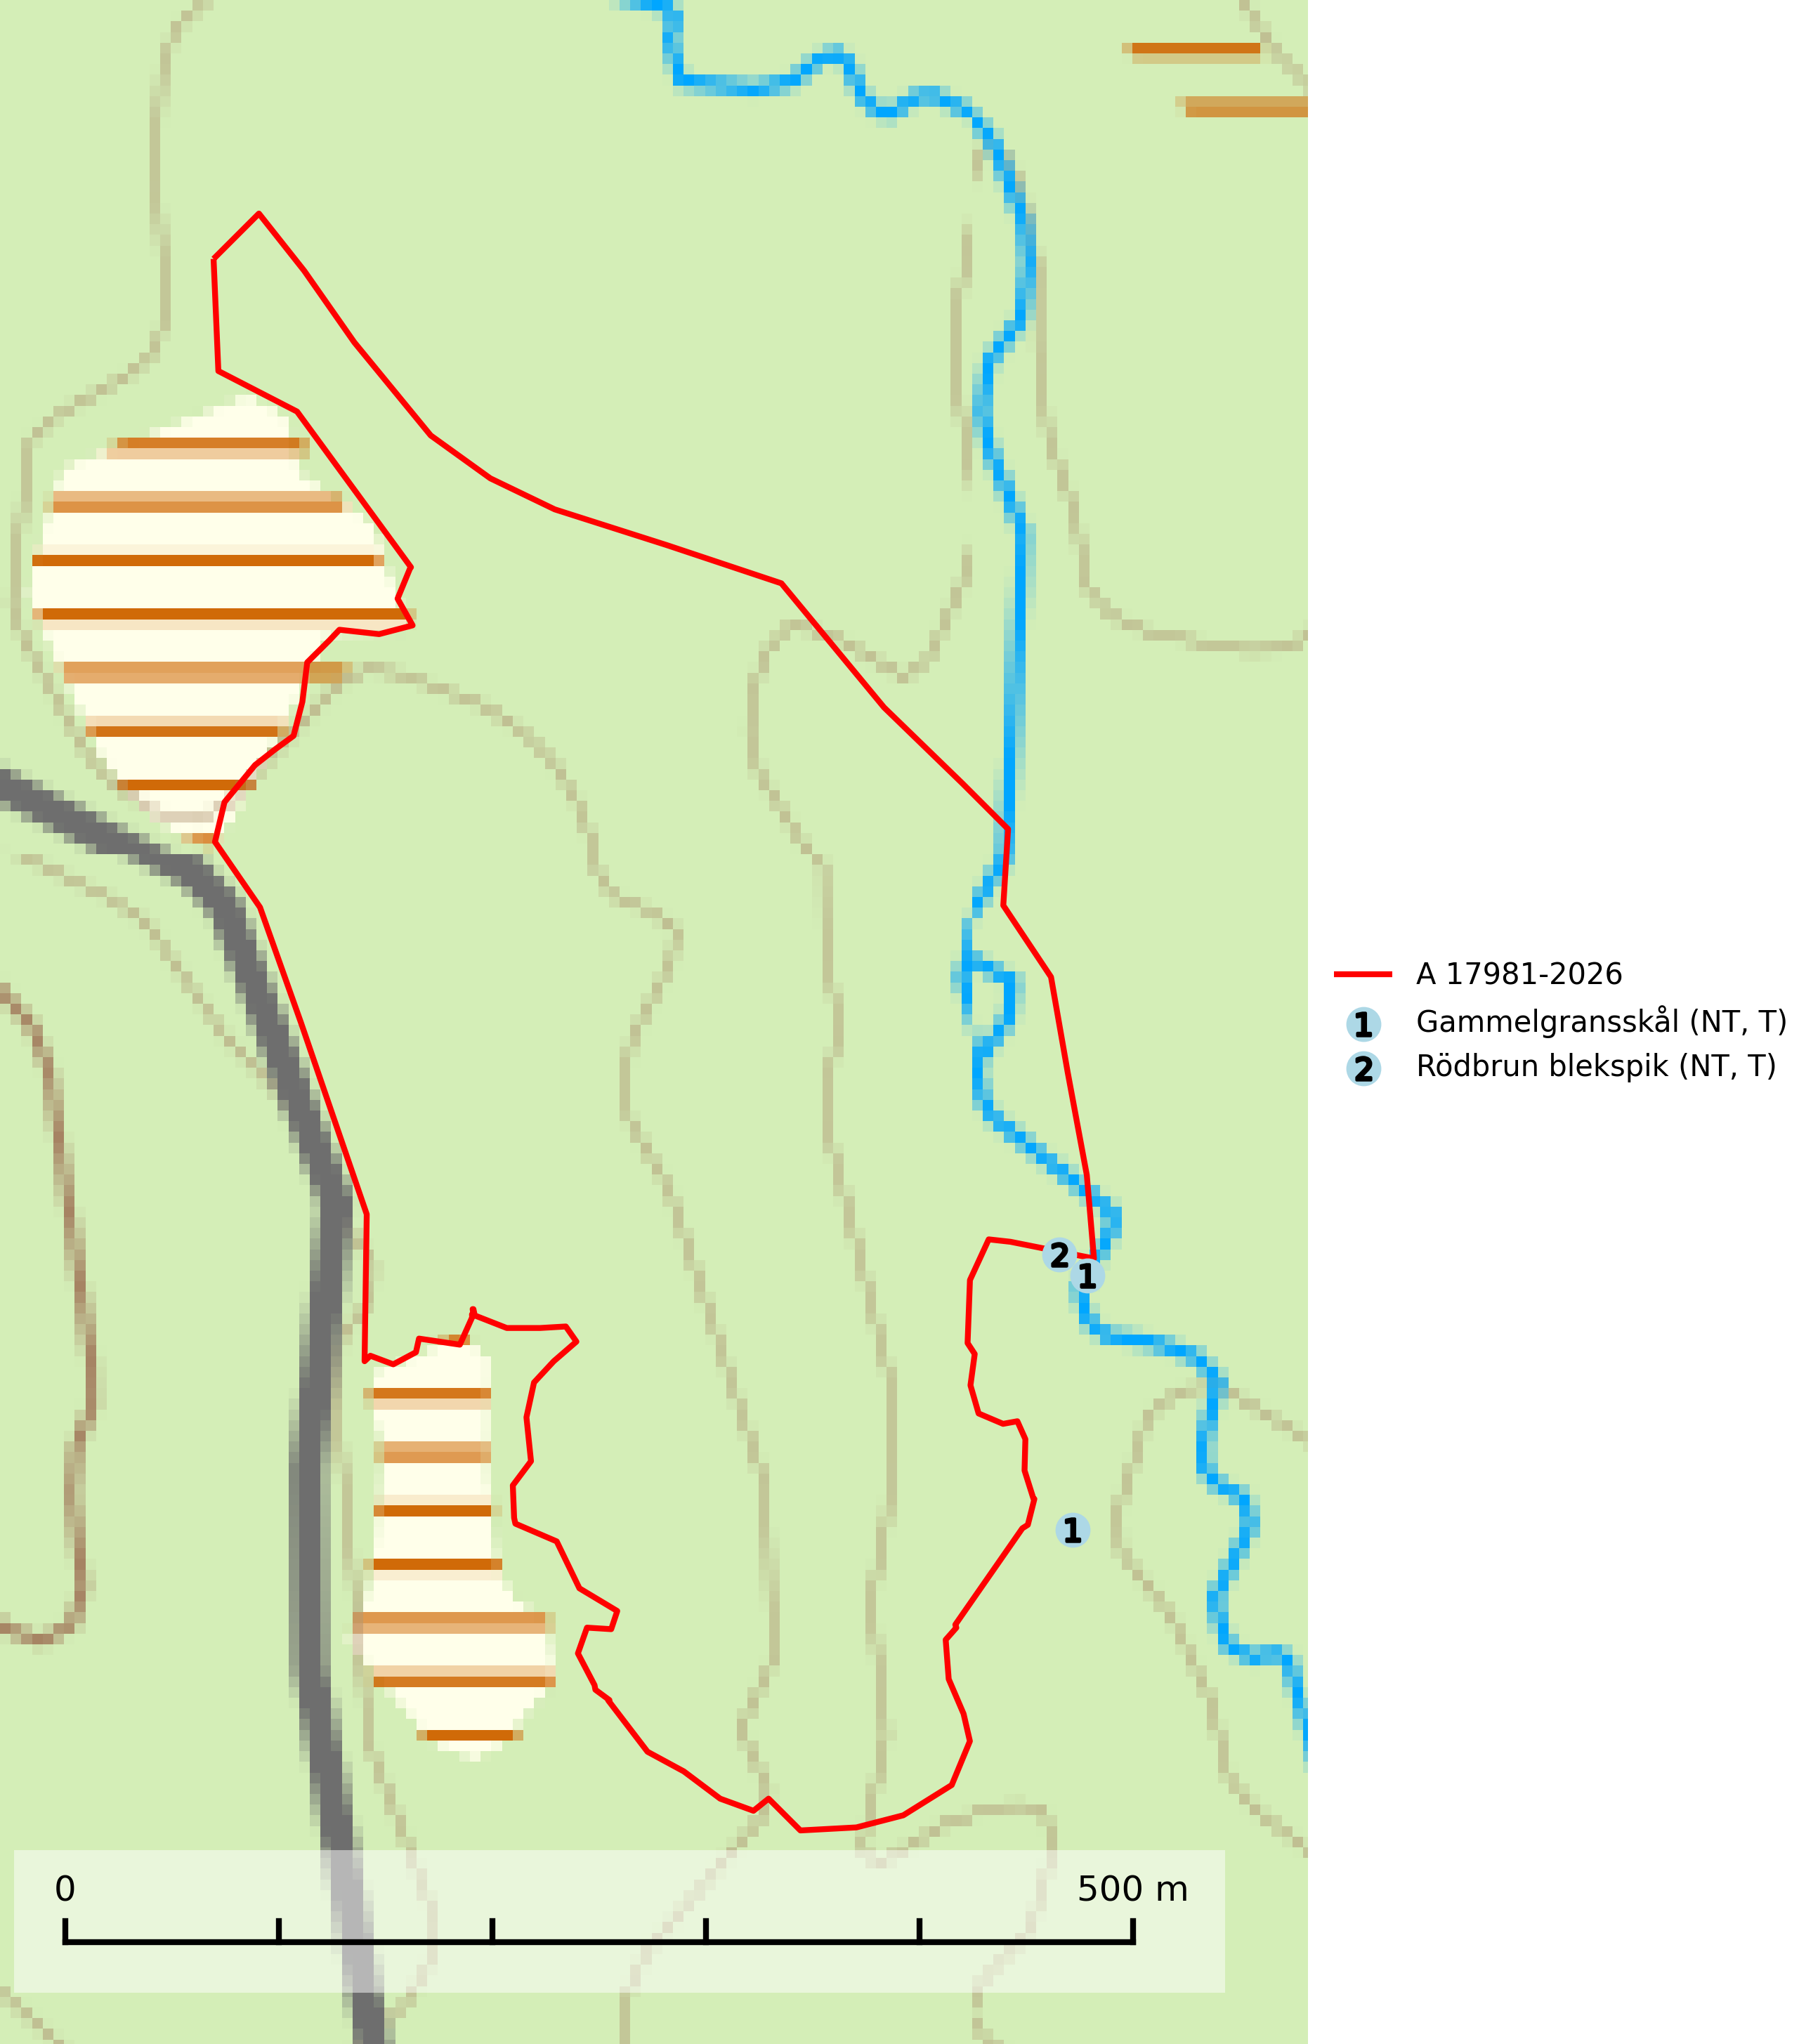 A 17981-2026
1 Gammelgransskål (NT, T)
2 Rödbrun blekspik (NT, T)
2
1
1
0 500 m